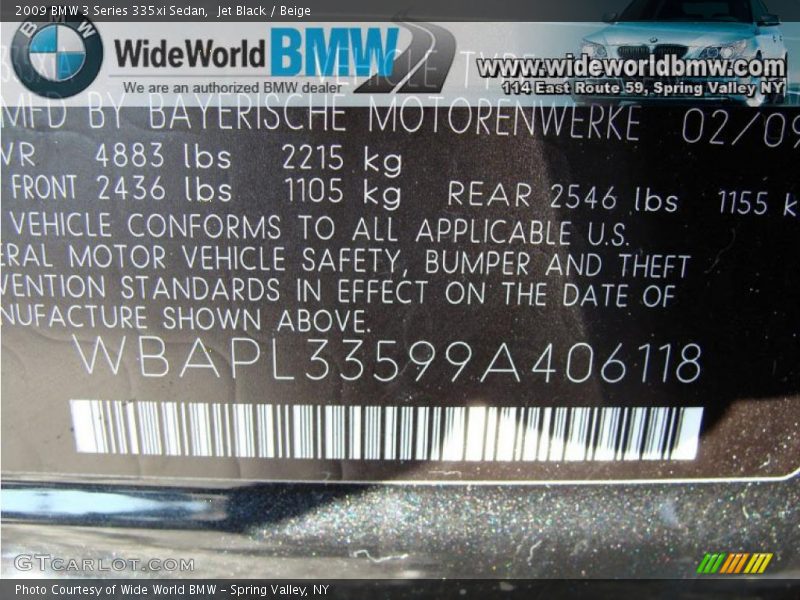 2009 BMW 3 Series 335xi Sedan,  Jet Black / Beige
BMW
WideWorld BMW
We are an authorized BMW dealer
www.wideworldbmw.com
114 East Route 59, Spring Valley NY
MFD BY BAYERISCHE MOTORENWERKE 02/09
VR 4883 lbs 2215 kg
FRONT 2436 lbs 1105 kg REAR 2546 lbs 1155 k
VEHICLE CONFORMS TO ALL APPLICABLE U.S.
ERAL MOTOR VEHICLE SAFETY, BUMPER AND THEFT
VENTION STANDARDS IN EFFECT ON THE DATE OF
NUFACTURE SHOWN ABOVE.
WBAPL33599A406118
GTcarlot.com
Photo Courtesy of Wide World BMW - Spring Valley, NY